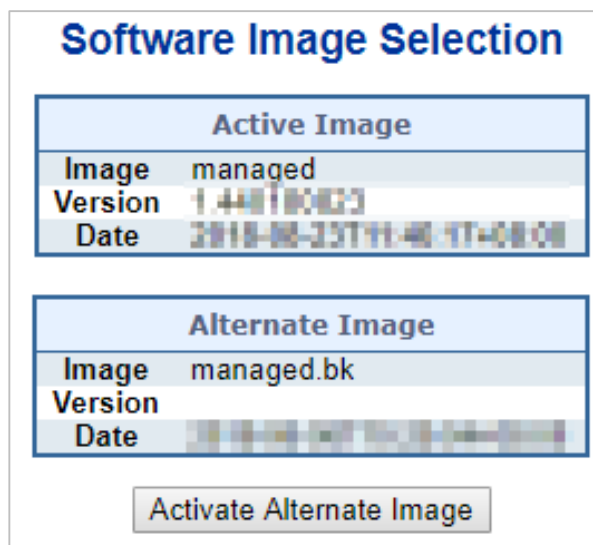 Software Image Selection
Active Image
Image managed
Version
Date
Alternate Image
Image managed.bk
Version
Date
Activate Alternate Image